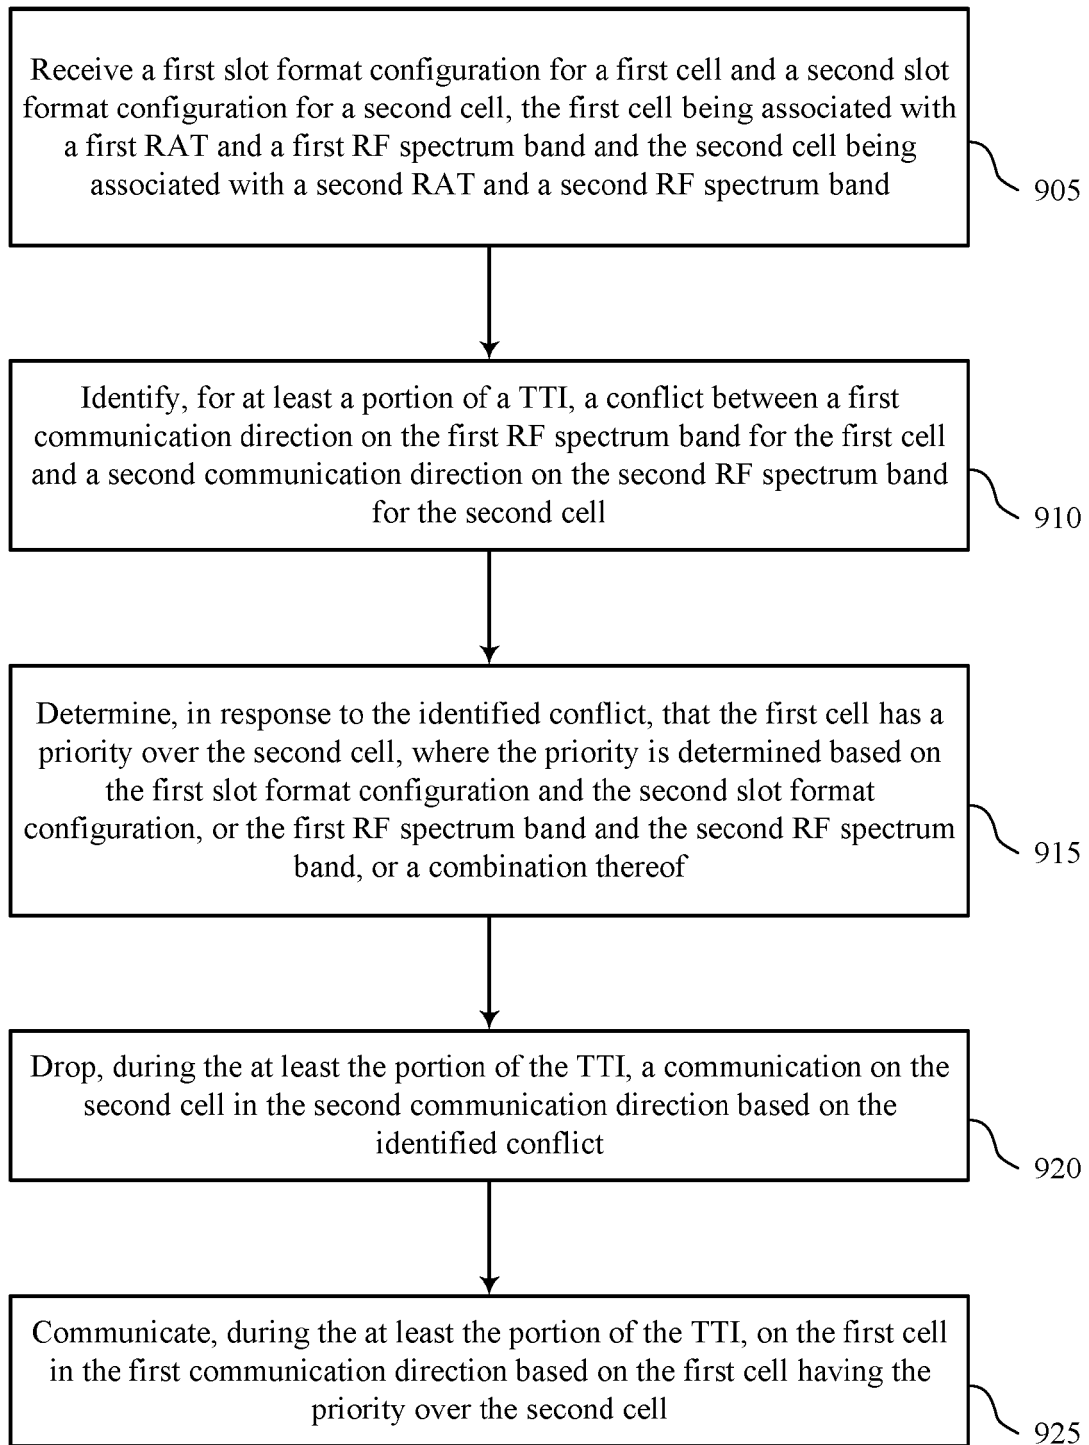 Receive a first slot format configuration for a first cell and a second slot
format configuration for a second cell, the first cell being associated with
a first RAT and a first RF spectrum band and the second cell being
associated with a second RAT and a second RF spectrum band
905
Identify, for at least a portion of a TTI, a conflict between a first
communication direction on the first RF spectrum band for the first cell
and a second communication direction on the second RF spectrum band
for the second cell
910
Determine, in response to the identified conflict, that the first cell has a
priority over the second cell, where the priority is determined based on
the first slot format configuration and the second slot format
configuration, or the first RF spectrum band and the second RF spectrum
band, or a combination thereof
915
Drop, during the at least the portion of the TTI, a communication on the
second cell in the second communication direction based on the
identified conflict
920
Communicate, during the at least the portion of the TTI, on the first cell
in the first communication direction based on the first cell having the
priority over the second cell
925